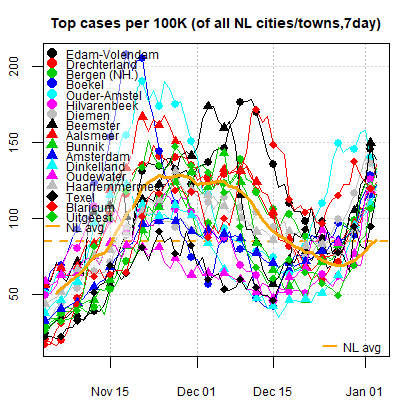 Top cases per 100K (of all NL cities/towns,7day)
Edam-Volendam
Drechterland
Bergen (NH.)
Boekel
Ouder-Amstel
Hilvarenbeek
Diemen
Beemster
Aalsmeer
Bunnik
Amsterdam
Dinkelland
Oudewater
Haarlemmermeer
Texel
Blaricum
Uitgeest
NL avg
200
150
100
50
NL avg
Nov 15
Dec 01
Dec 15
Jan 01